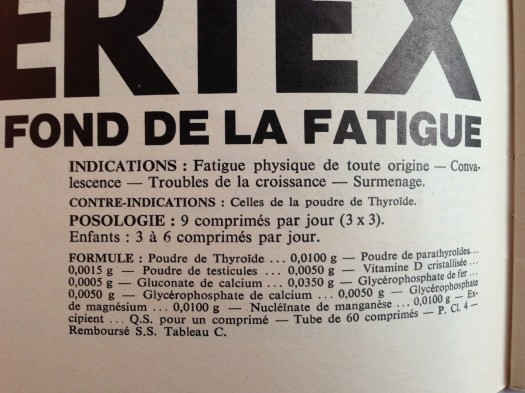 ERTEX
FOND DE LA FATIGUE
INDICATIONS : Fatigue physique de toute origine — Conva-
lescence — Troubles de la croissance — Surmenage.
CONTRE-INDICATIONS : Celles de la poudre de Thyroïde.
POSOLOGIE : 9 comprimés par jour (3 x 3).
Enfants : 3 à 6 comprimés par jour.
FORMULE : Poudre de Thyroïde ... 0,0100 g — Poudre de parathyroïdes...
0,0015 g — Poudre de testicules ... 0,0050 g — Vitamine D cristallisée ...
0,0005 g — Gluconate de calcium ... 0,0350 g — Glycérophosphate de fer ...
0,0050 g — Glycérophosphate de calcium ... 0,0050 g — Glycérophosphate
de magnésium ... 0,0100 g — Nucléïnate de manganèse ... 0,0100 g — Ex-
cipient ... Q.S. pour un comprimé — Tube de 60 comprimés — P. Cl. 4 —
Remboursé S.S. Tableau C.